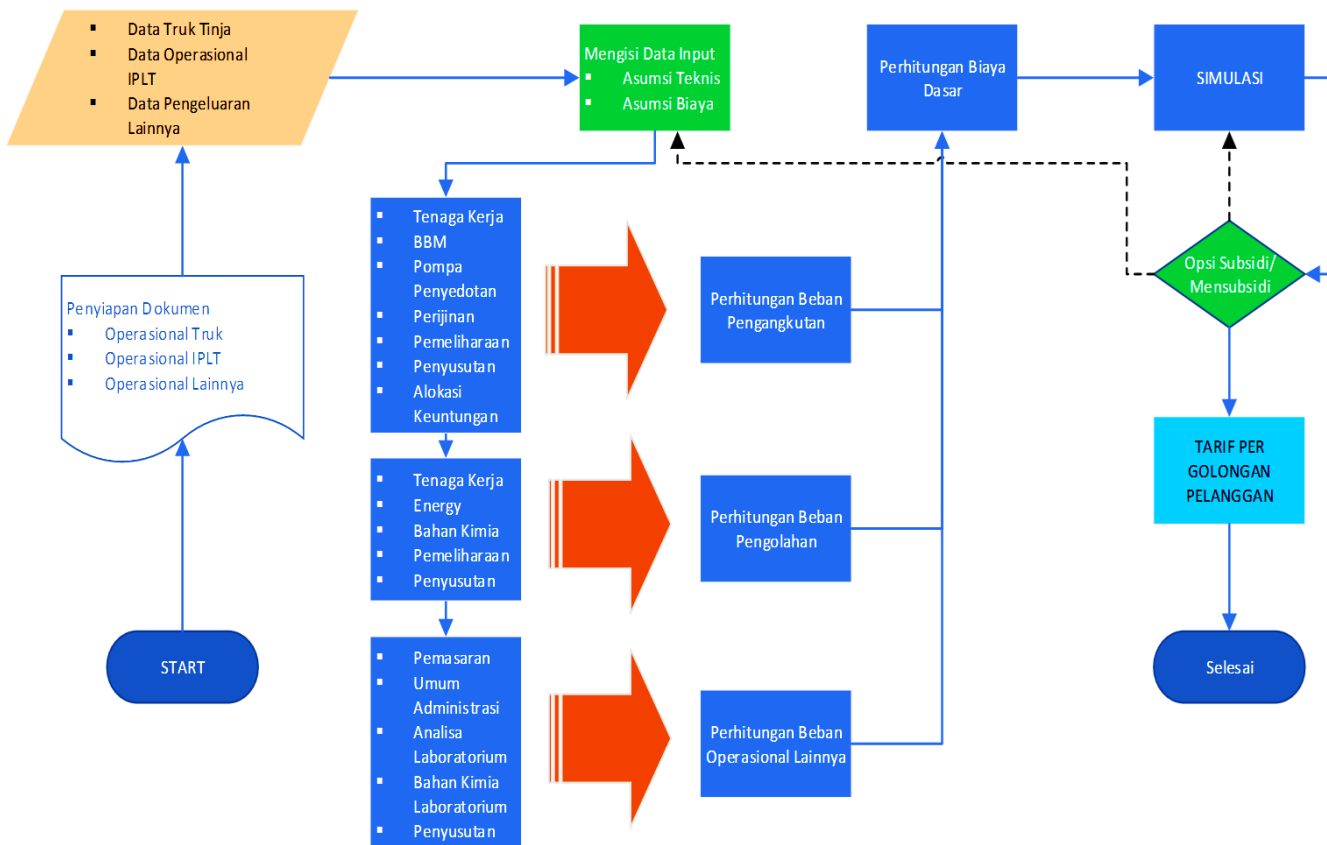 Data Truk Tinja
Data Operasional
IPLT
Data Pengeluaran
Lainnya
Mengisi Data Input
Asumsi Teknis
Asumsi Biaya
Perhitungan Biaya
Dasar
SIMULASI
Penyiapan Dokumen
Operasional Truk
Operasional IPLT
Operasional Lainnya
START
Tenaga Kerja
BBM
Pompa
Penyedotan
Perijinan
Pemeliharaan
Penyusutan
Alokasi
Keuntungan
Perhitungan Beban
Pengangkutan
Opsi Subsidi/
Mensubsidi
Tenaga Kerja
Energy
Bahan Kimia
Pemeliharaan
Penyusutan
Perhitungan Beban
Pengolahan
TARIF PER
GOLONGAN
PELANGGAN
Pemasaran
Umum
Administrasi
Analisa
Laboratorium
Bahan Kimia
Laboratorium
Penyusutan
Perhitungan Beban
Operasional Lainnya
Selesai